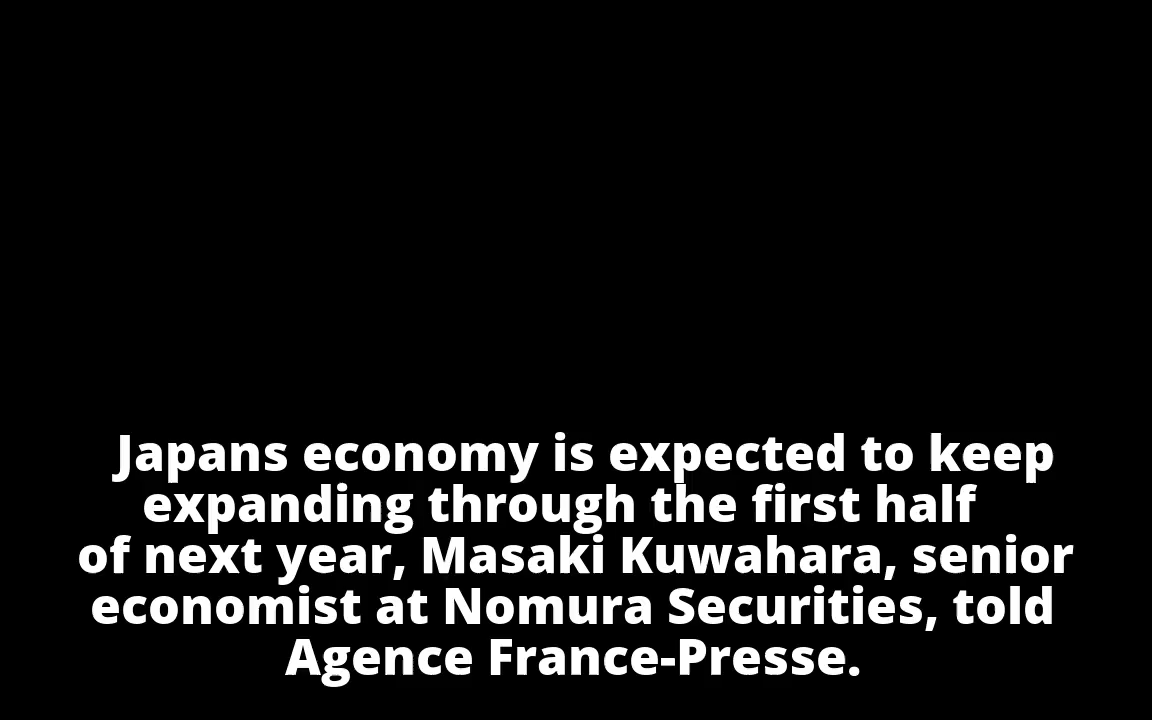 Japans economy is expected to keep
expanding through the first half
of next year, Masaki Kuwahara, senior
economist at Nomura Securities, told
Agence France-Presse.